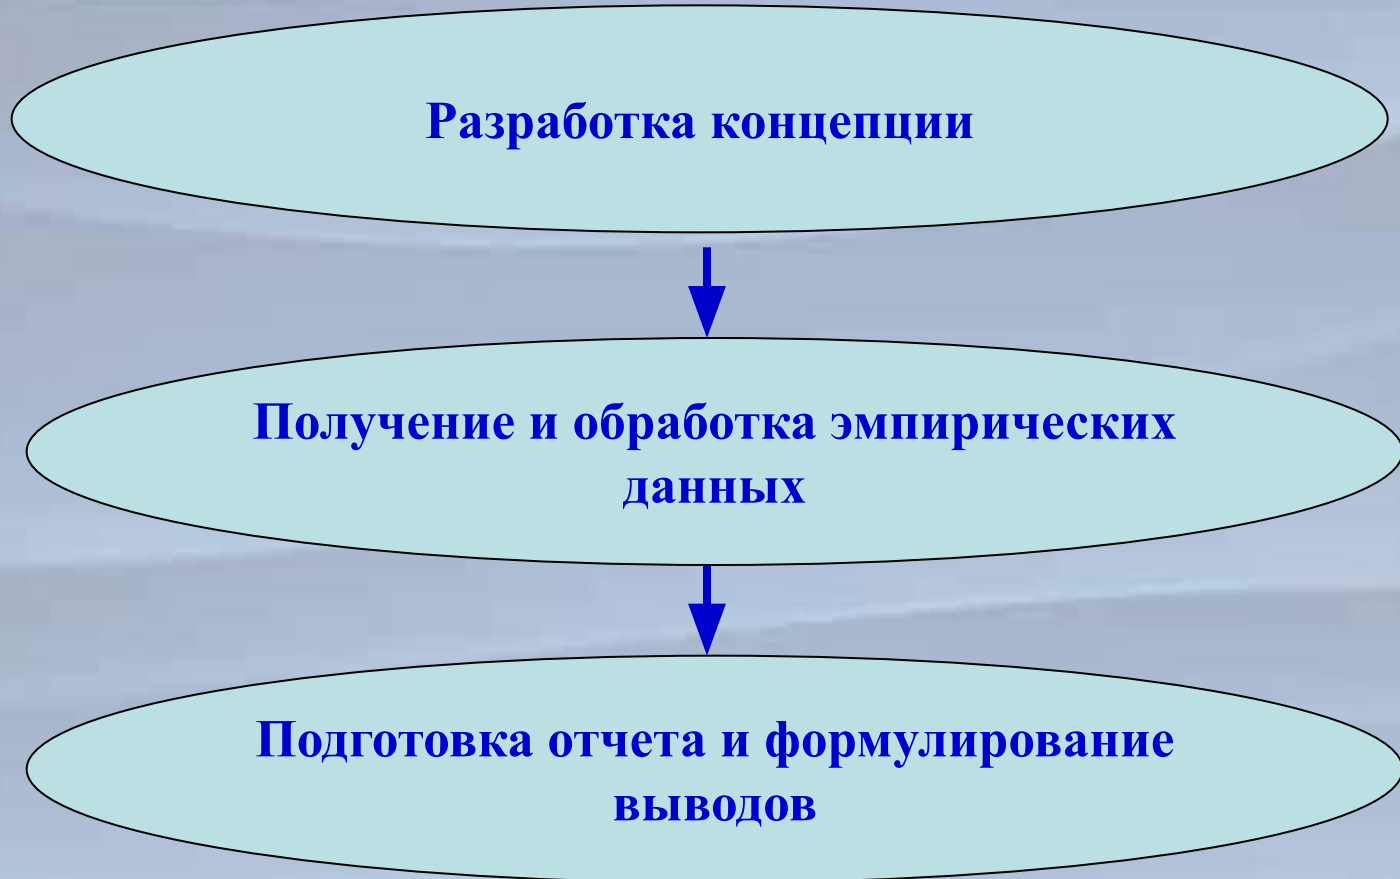 Разработка концепции
Получение и обработка эмпирических
данных
Подготовка отчета и формулирование
выводов